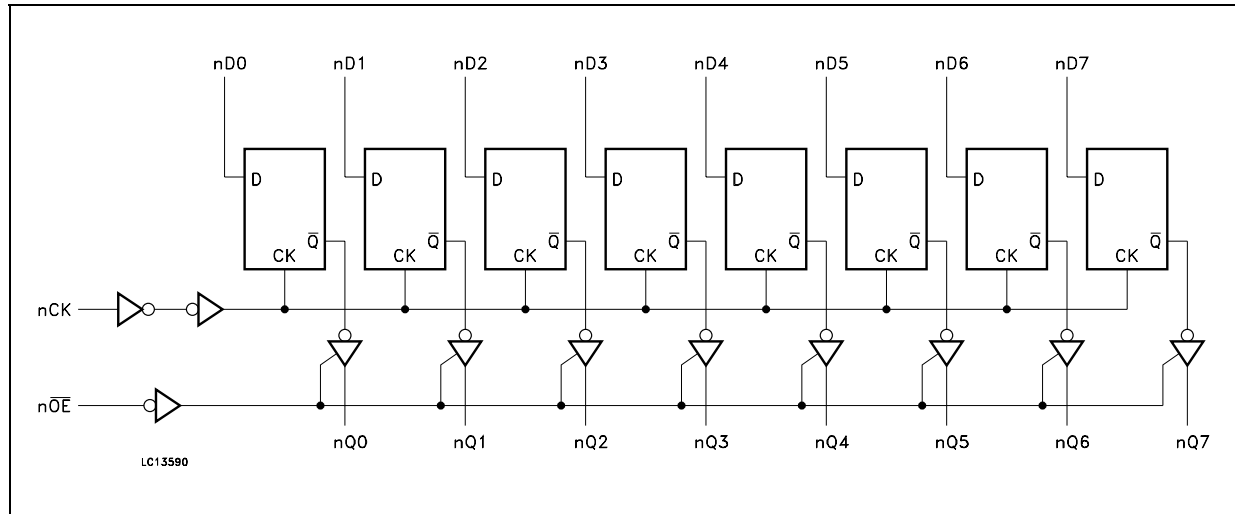 nD0 nD1 nD2 nD3 nD4 nD5 nD6 nD7
D D D D D D D D
Q̅ Q̅ Q̅ Q̅ Q̅ Q̅ Q̅ Q̅
CK CK CK CK CK CK CK CK
nCK
nO̅E̅
nQ0 nQ1 nQ2 nQ3 nQ4 nQ5 nQ6 nQ7
LC13590